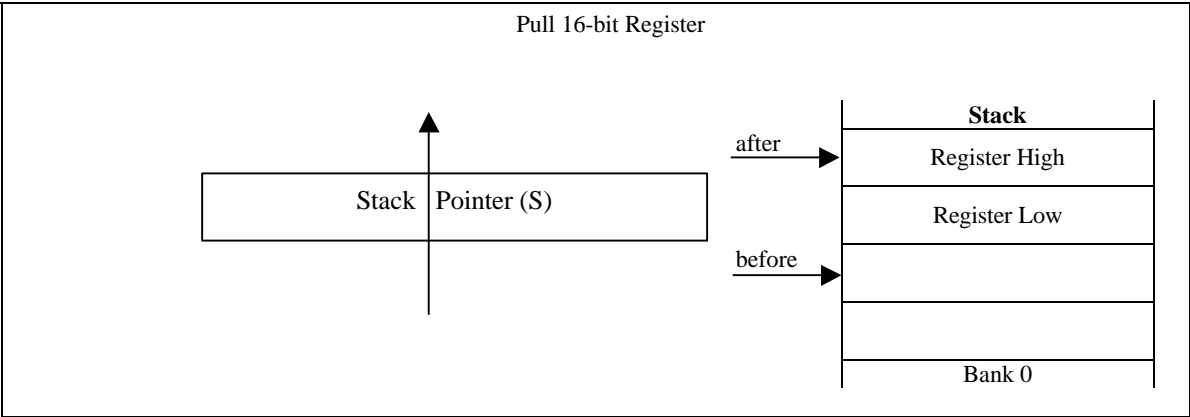 Pull 16-bit Register
Stack
after
Register High
Stack Pointer (S)
Register Low
before
Bank 0